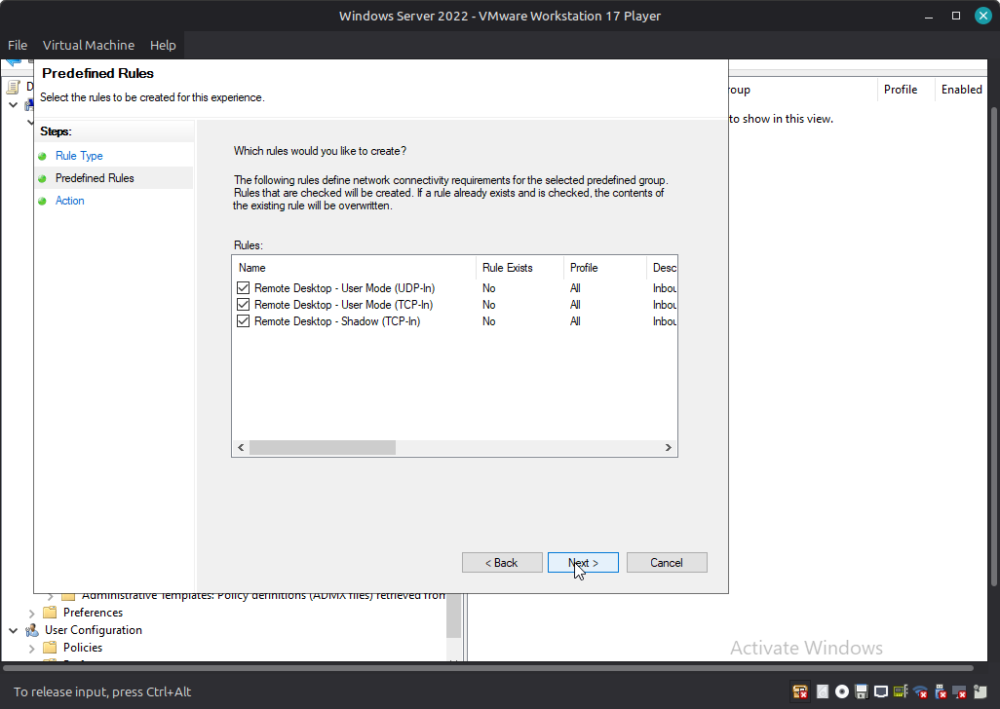 Windows Server 2022 - VMware Workstation 17 Player
File Virtual Machine Help
Predefined Rules
Select the rules to be created for this experience.
Steps:
Rule Type
Predefined Rules
Action
Which rules would you like to create?
The following rules define network connectivity requirements for the selected predefined group.
Rules that are checked will be created. If a rule already exists and is checked, the contents of
the existing rule will be overwritten.
Rules:
Name Rule Exists Profile Desc
Remote Desktop - User Mode (UDP-In) No All Inbou
Remote Desktop - User Mode (TCP-In) No All Inbou
Remote Desktop - Shadow (TCP-In) No All Inbou
< Back Next > Cancel
roup Profile Enabled
to show in this view.
D
Administrative Templates: Policy definitions (ADMX files) retrieved from
Preferences
User Configuration
Policies
Activate Windows
To release input, press Ctrl+Alt